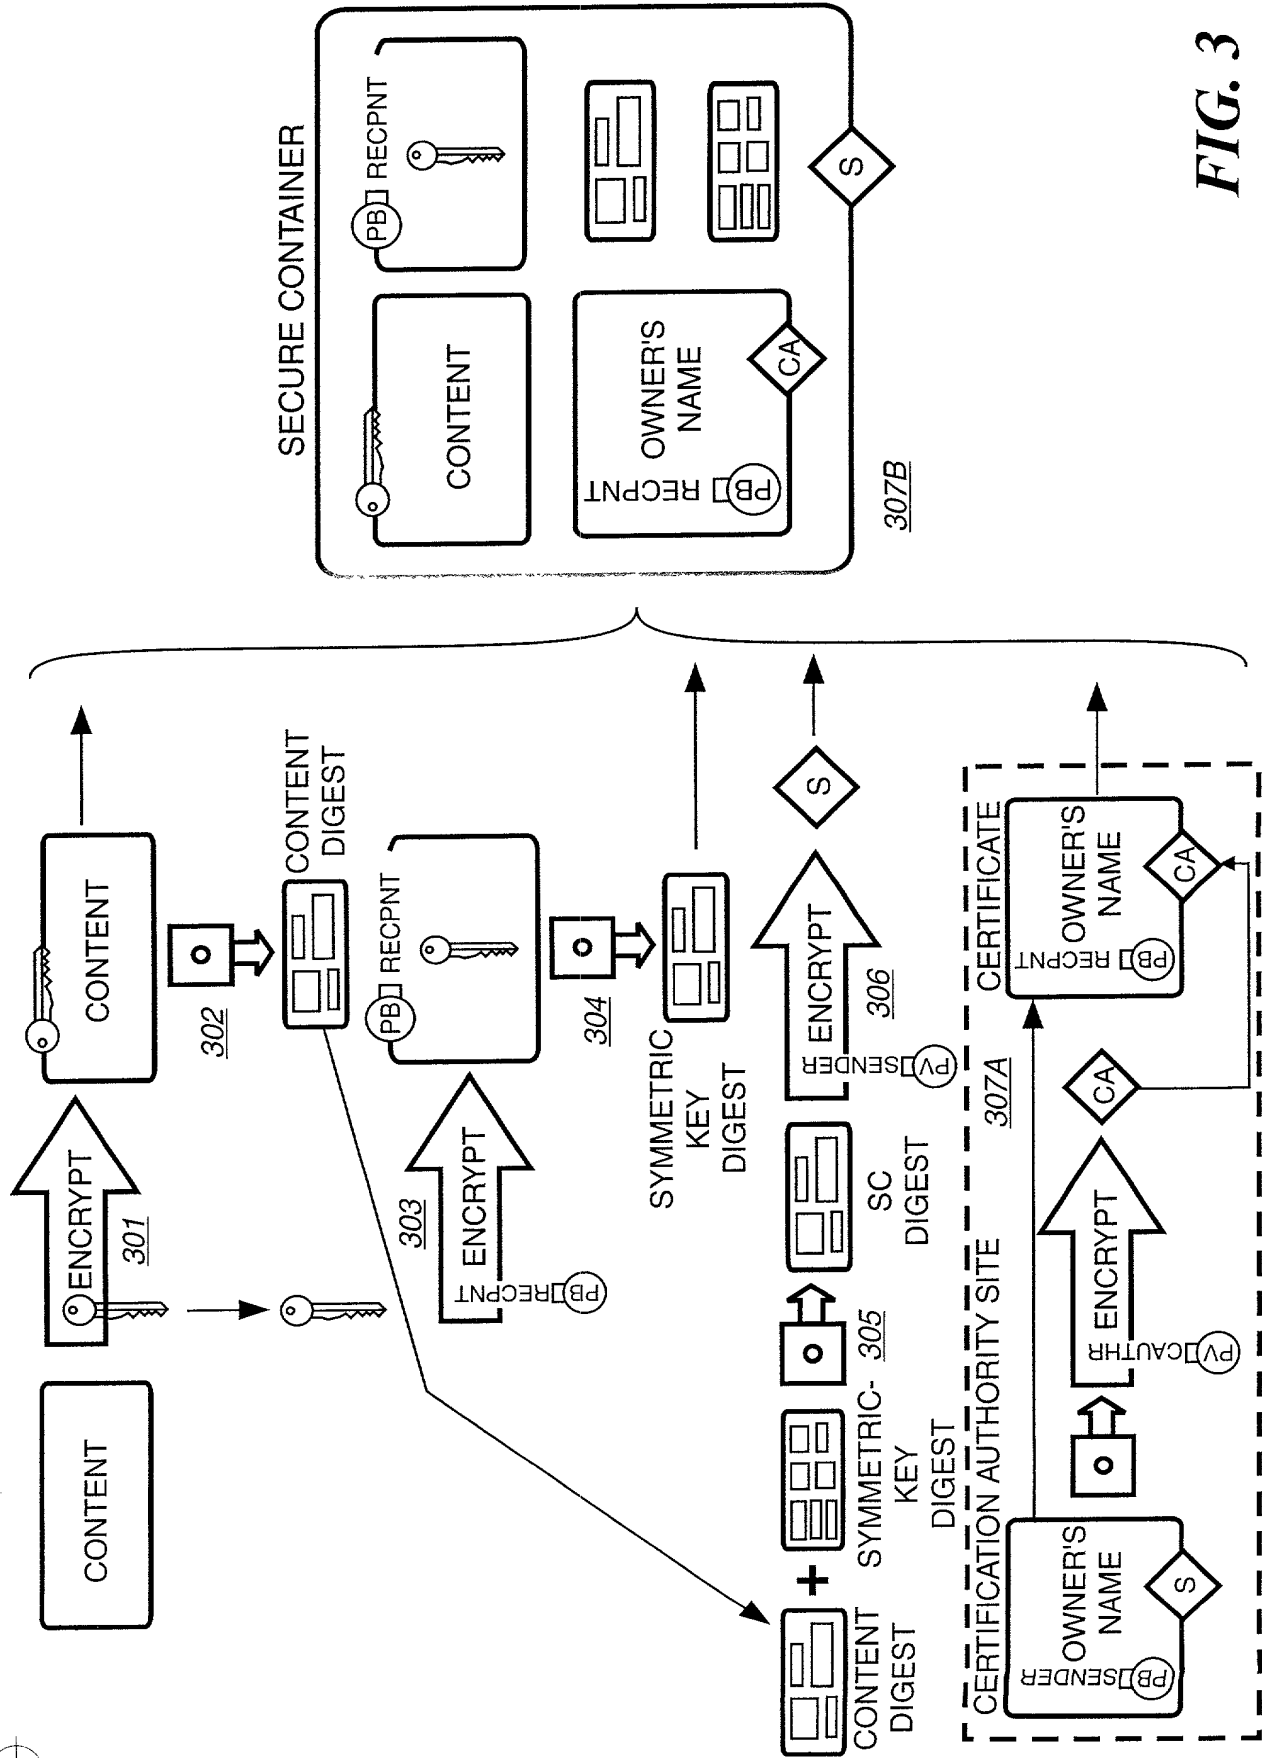 CONTENT
ENCRYPT
301
CONTENT
302
CONTENT
DIGEST
303
ENCRYPT
PB RECPNT
PB RECPNT
304
SYMMETRIC
KEY
DIGEST
CONTENT
DIGEST
+
SYMMETRIC-
KEY
DIGEST
305
SC
DIGEST
ENCRYPT
PV SENDER
306
S
CERTIFICATION AUTHORITY SITE
PB SENDER
OWNER'S
NAME
S
ENCRYPT
PV CAUTHR
CA
307A
CERTIFICATE
PB RECPNT
OWNER'S
NAME
CA
SECURE CONTAINER
CONTENT
PB RECPNT
PB RECPNT
OWNER'S
NAME
CA
S
307B
FIG. 3